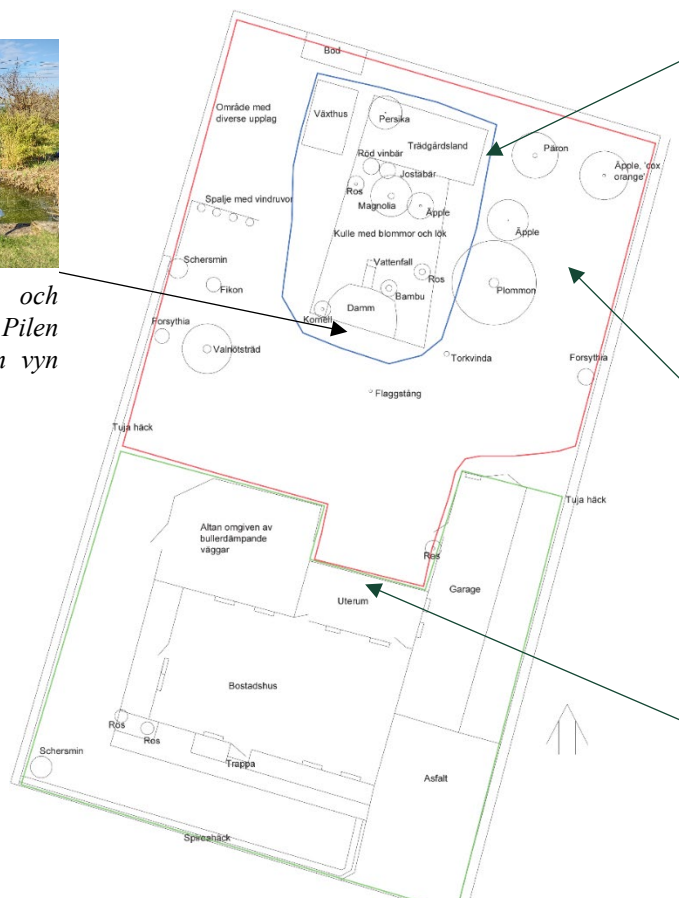 Bod
Område med
diverse upplag
Växthus
Persika
Trädgårdsland
Röd vinbär
Jostabär
Ros
Magnolia
Äpple
Kulle med blommor och lök
Päron
Äpple, 'cox
orange'
Äpple
Spalje med vindruvor
Schersmin
Fikon
Vattenfall
Ros
Bambu
Plommon
Damm
Kornell
och
Pilen
vyn
Forsythia
Valnötsträd
Torkvinda
Forsythia
Flaggstång
Tuja häck
Tuja häck
Altan omgiven av
bullerdämpande
väggar
Ros
Garage
Uterum
Bostadshus
Ros
Ros
Schersmin
Trappa
Asfalt
Spireahäck